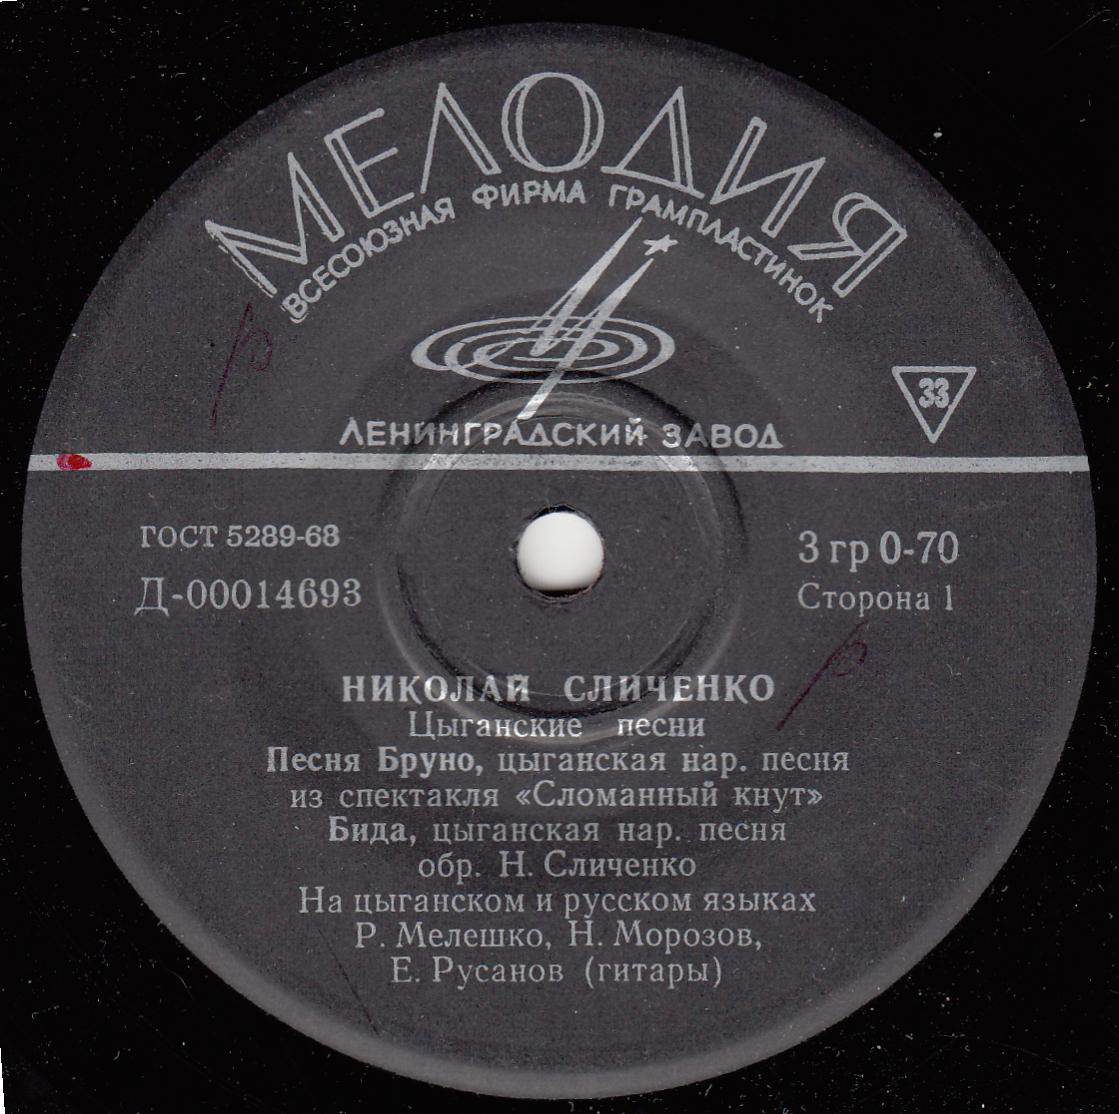 МЕЛОДИЯ
ВСЕСОЮЗНАЯ ФИРМА ГРАМПЛАСТИНОК
33
ЛЕНИНГРАДСКИЙ ЗАВОД
ГОСТ 5289-68
3 гр 0-70
Д-00014693
Сторона 1
НИКОЛАЙ СЛИЧЕНКО
Цыганские песни
Песня Бруно, цыганская нар. песня
из спектакля «Сломанный кнут»
Бида, цыганская нар. песня
обр. Н. Сличенко
На цыганском и русском языках
Р. Мелешко, Н. Морозов,
Е. Русанов (гитары)